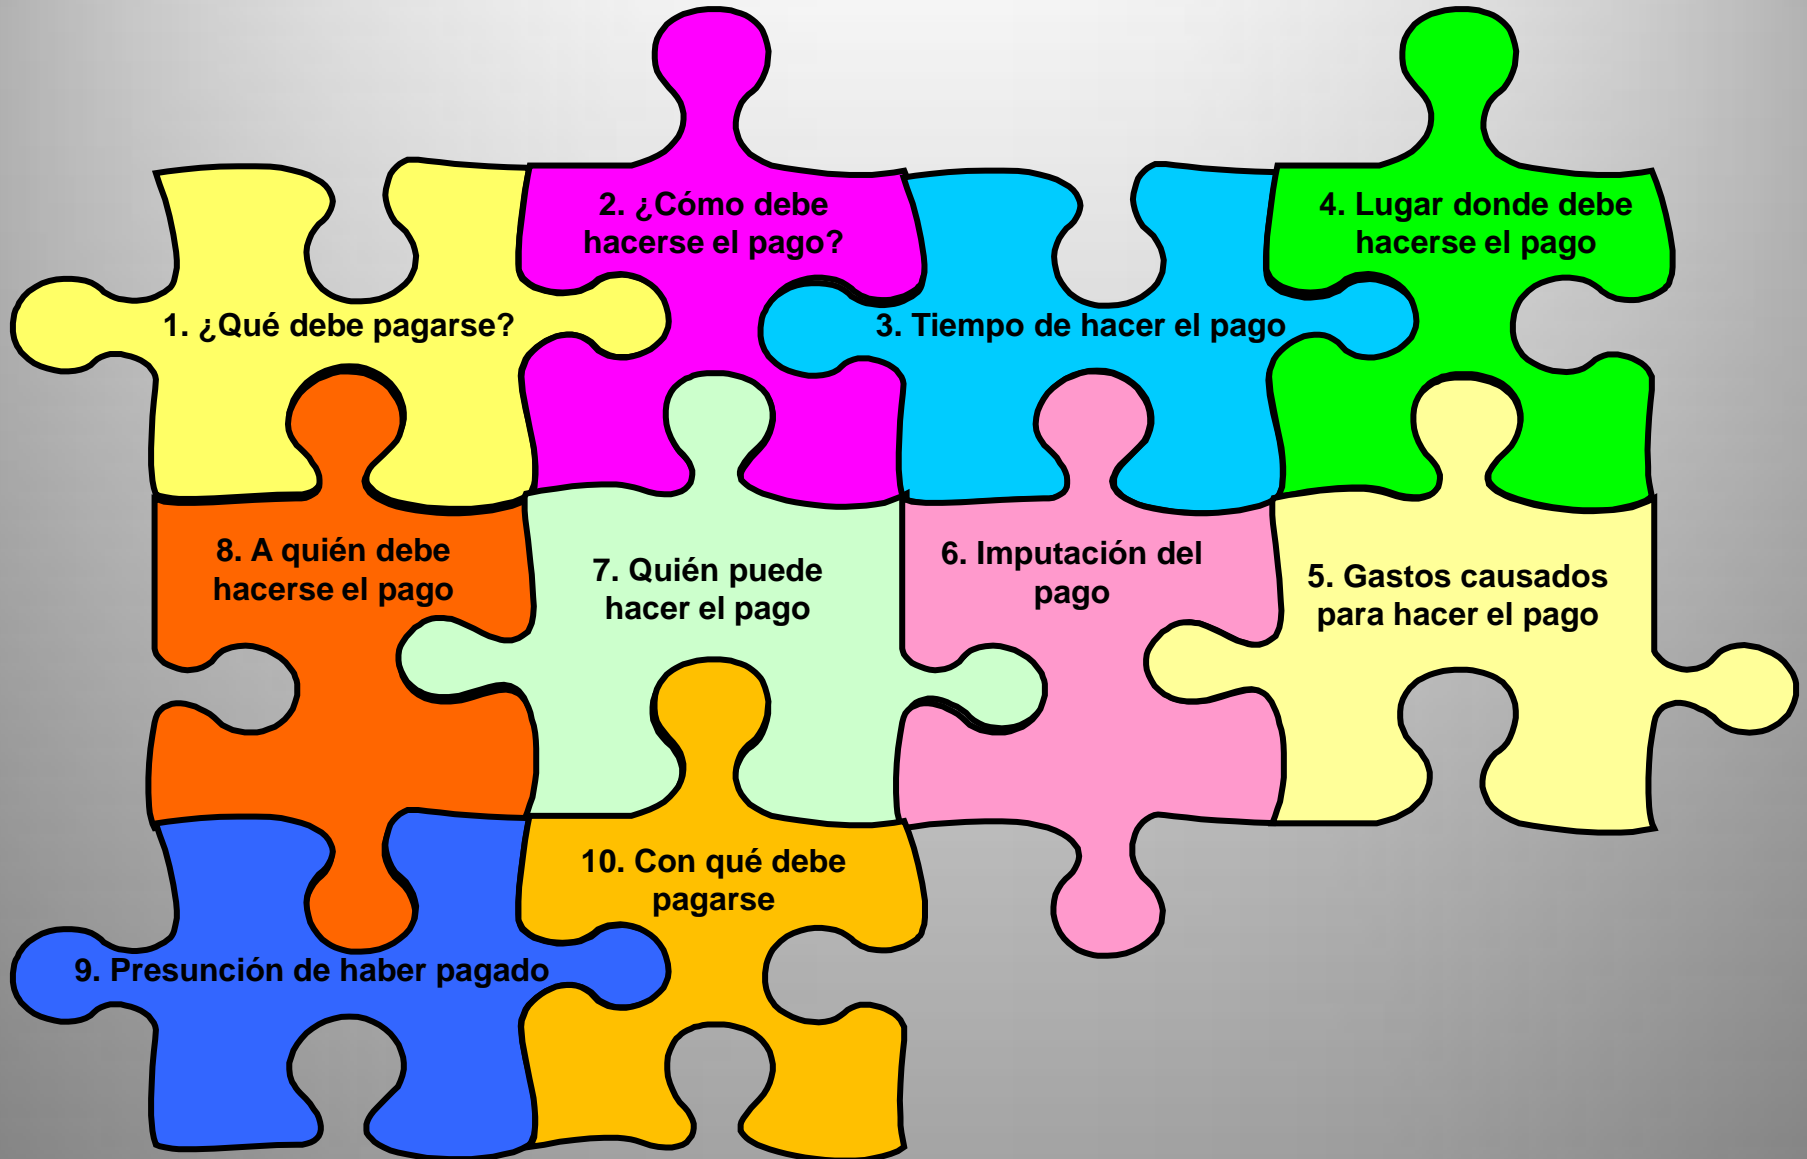 2. ¿Cómo debe
hacerse el pago?
4. Lugar donde debe
hacerse el pago
1. ¿Qué debe pagarse?
3. Tiempo de hacer el pago
8. A quién debe
hacerse el pago
7. Quién puede
hacer el pago
6. Imputación del
pago
5. Gastos causados
para hacer el pago
10. Con qué debe
pagarse
9. Presunción de haber pagado